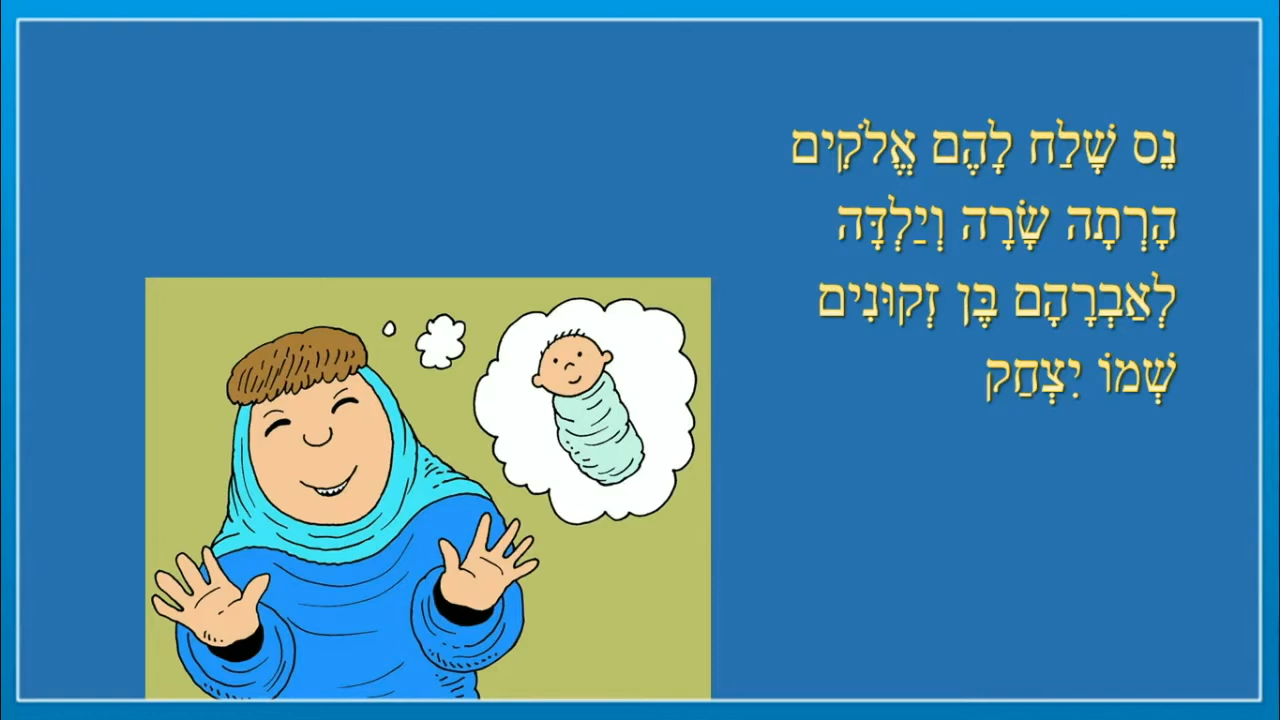 נֵס שָׁלַח לָהֶם אֱלֹקִים
הָרְתָה שָׂרָה וְיַלְדָּה
לְאַבְרָהָם בֶּן זְקוּנִים
שְׁמוֹ יִצְחַק